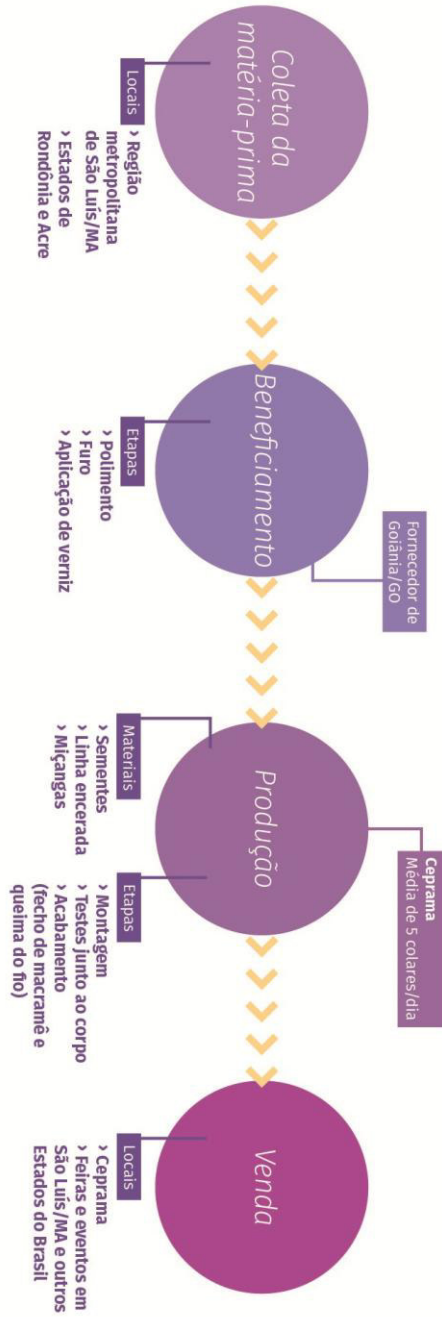 Coleta da
matéria-prima
Locais
› Região
metropolitana
de São Luís/MA
› Estados de
Rondônia e Acre
Fornecedor de
Goiânia/GO
Beneficiamento
Etapas
› Polimento
› Furo
› Aplicação de verniz
Ceprama
Média de 5 colares/dia
Produção
Materiais
› Sementes
› Linha encerada
› Miçangas
Etapas
› Montagem
› Testes junto ao corpo
› Acabamento
(fecho de macramê e
queima do fio)
Venda
Locais
› Ceprama
› Feiras e eventos em
São Luís/MA e outros
Estados do Brasil